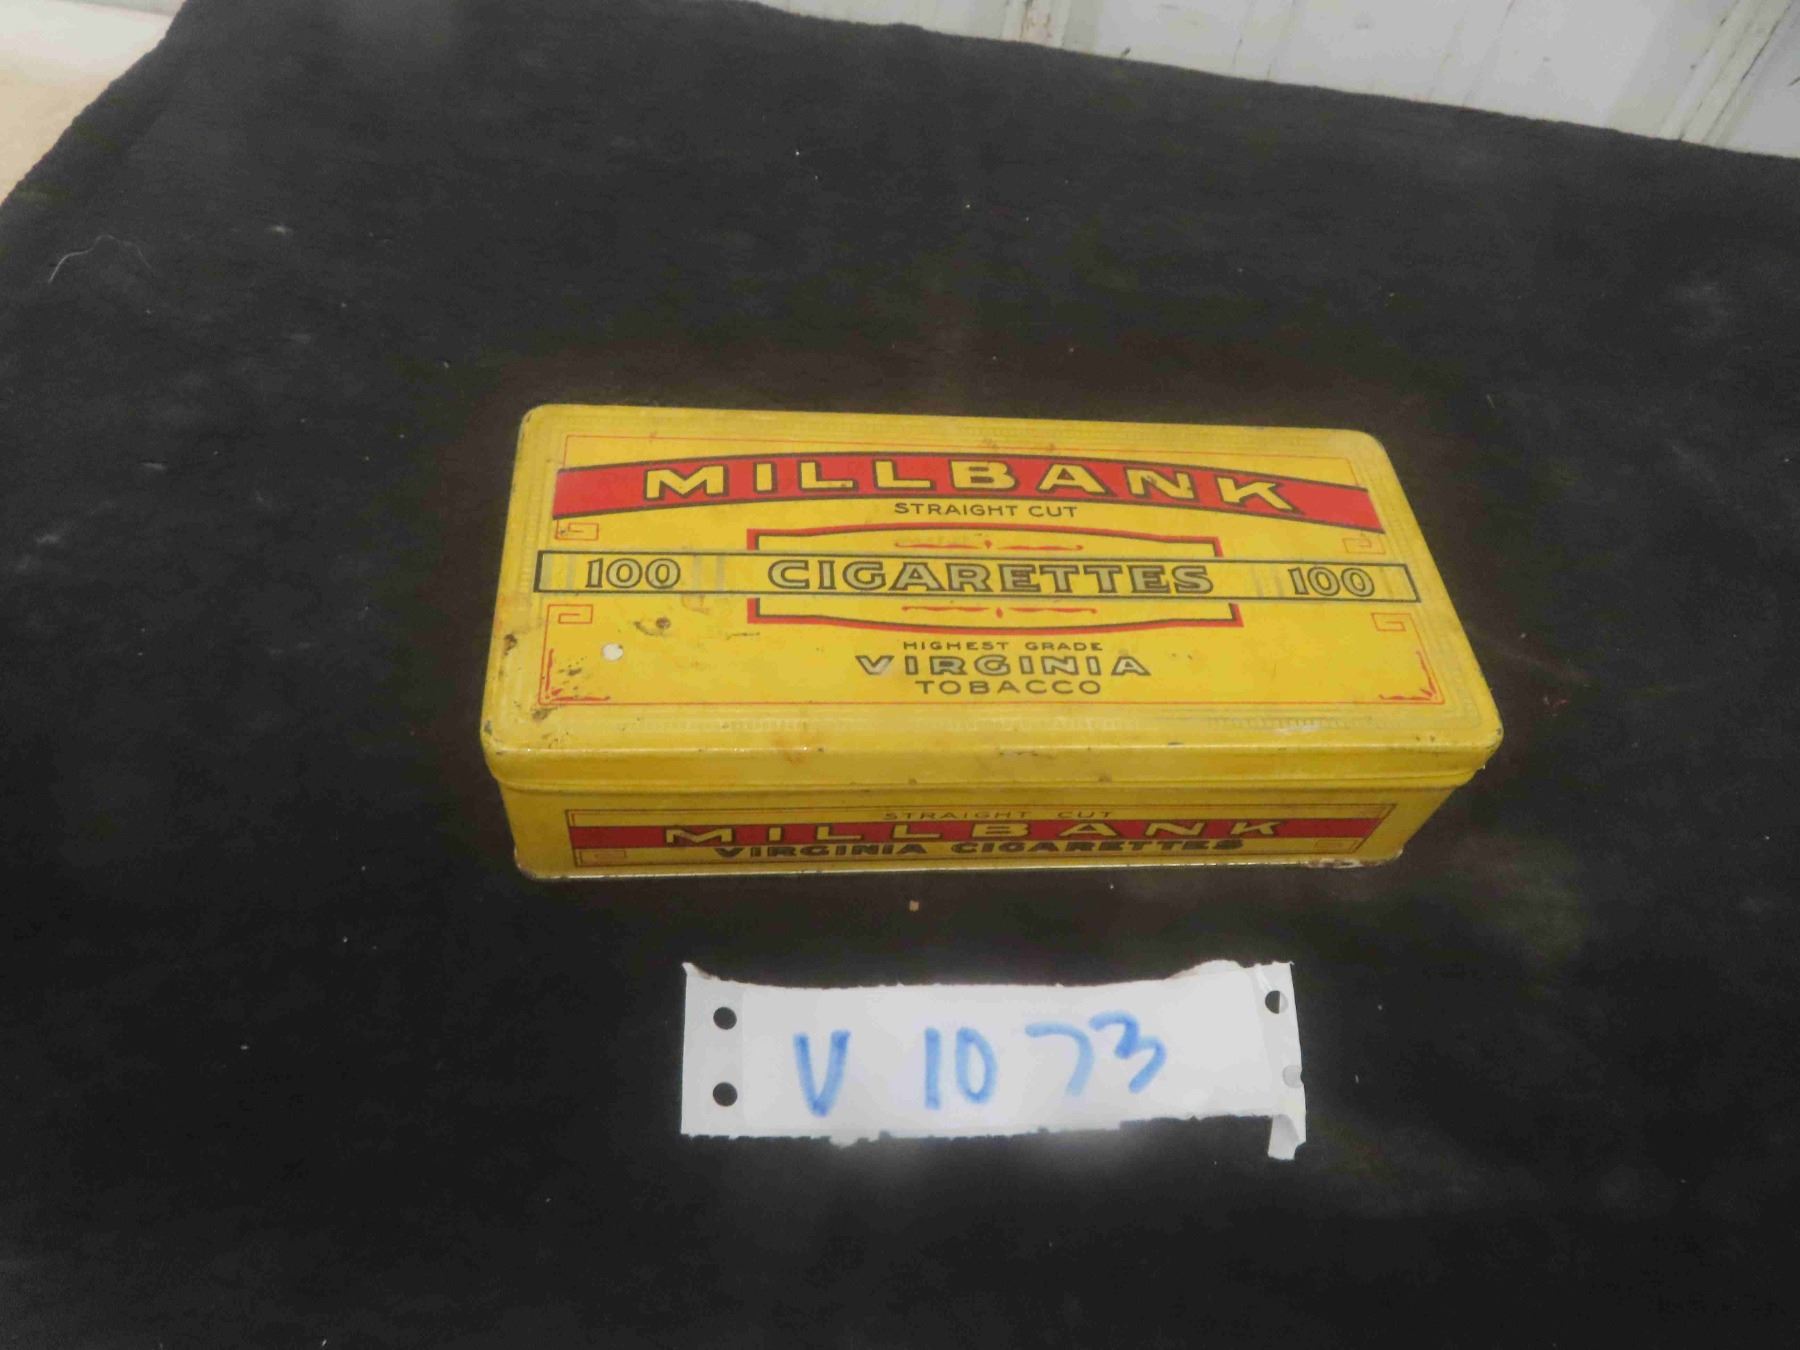 MILLBANK
STRAIGHT CUT
100 CIGARETTES 100
HIGHEST GRADE
VIRGINIA
TOBACCO
STRAIGHT CUT
MILLBANK
VIRGINIA CIGARETTES
V 1073